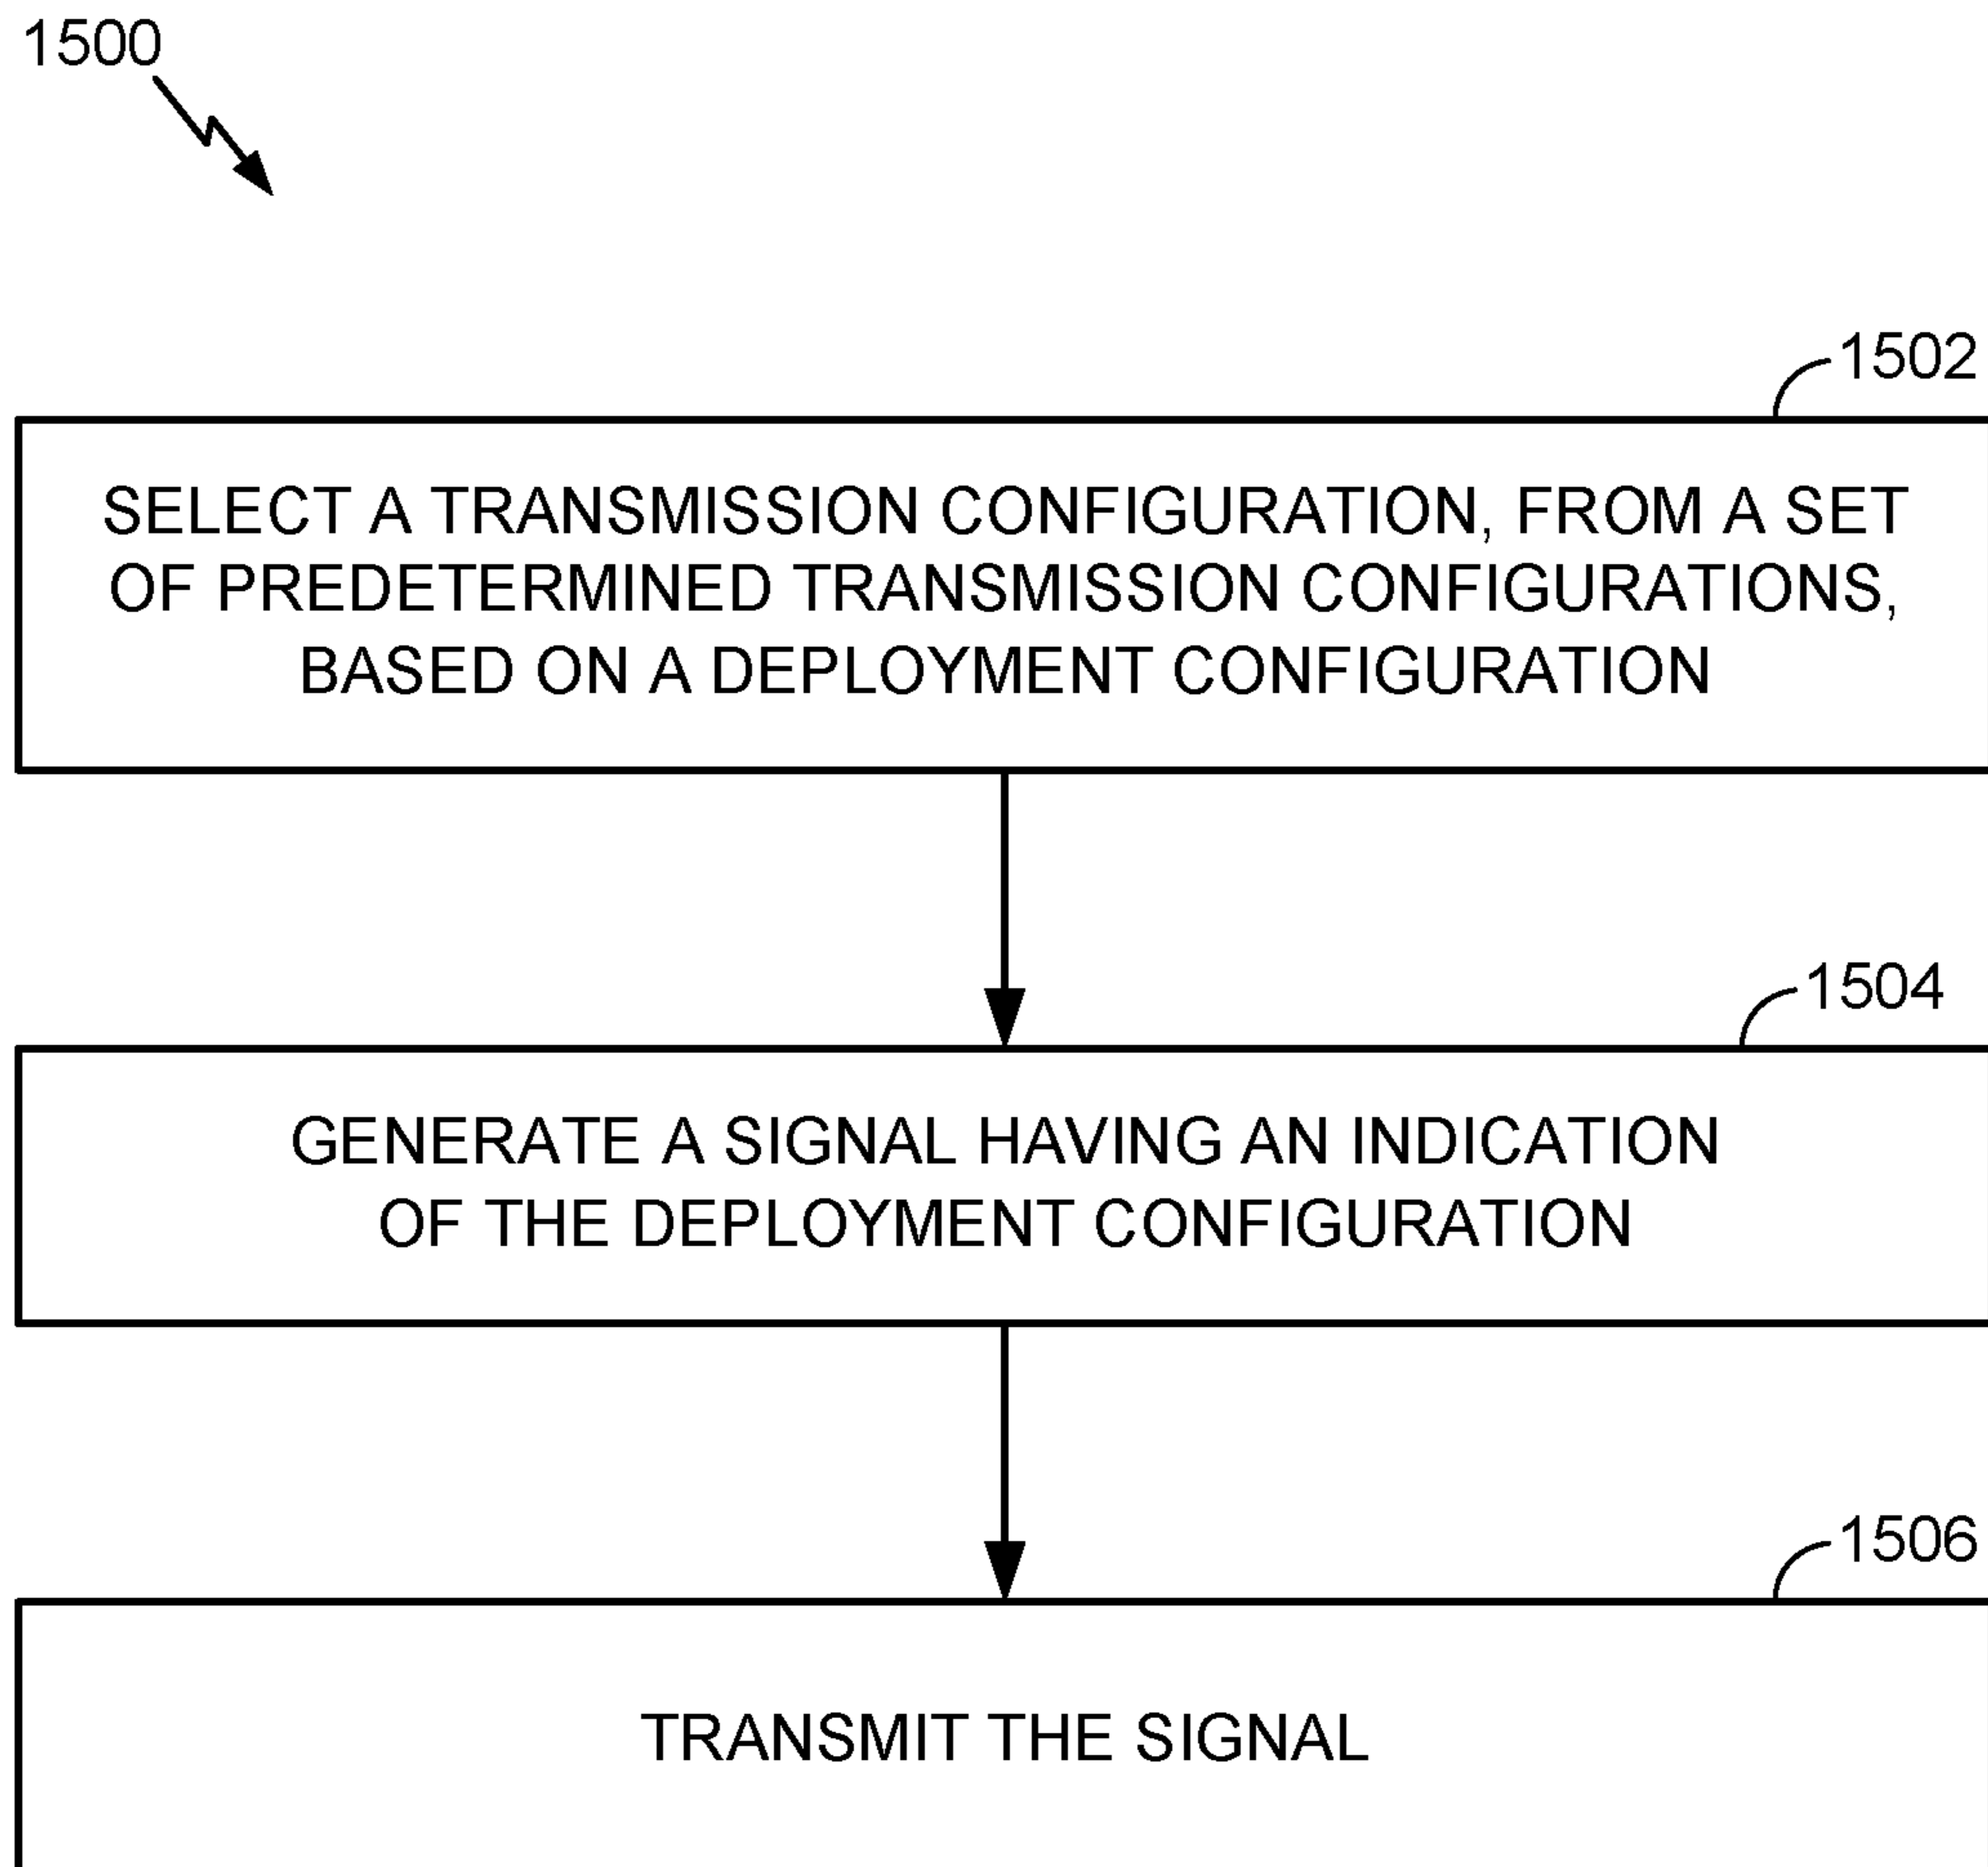 1500
1502
SELECT A TRANSMISSION CONFIGURATION, FROM A SET
OF PREDETERMINED TRANSMISSION CONFIGURATIONS,
BASED ON A DEPLOYMENT CONFIGURATION
1504
GENERATE A SIGNAL HAVING AN INDICATION
OF THE DEPLOYMENT CONFIGURATION
1506
TRANSMIT THE SIGNAL